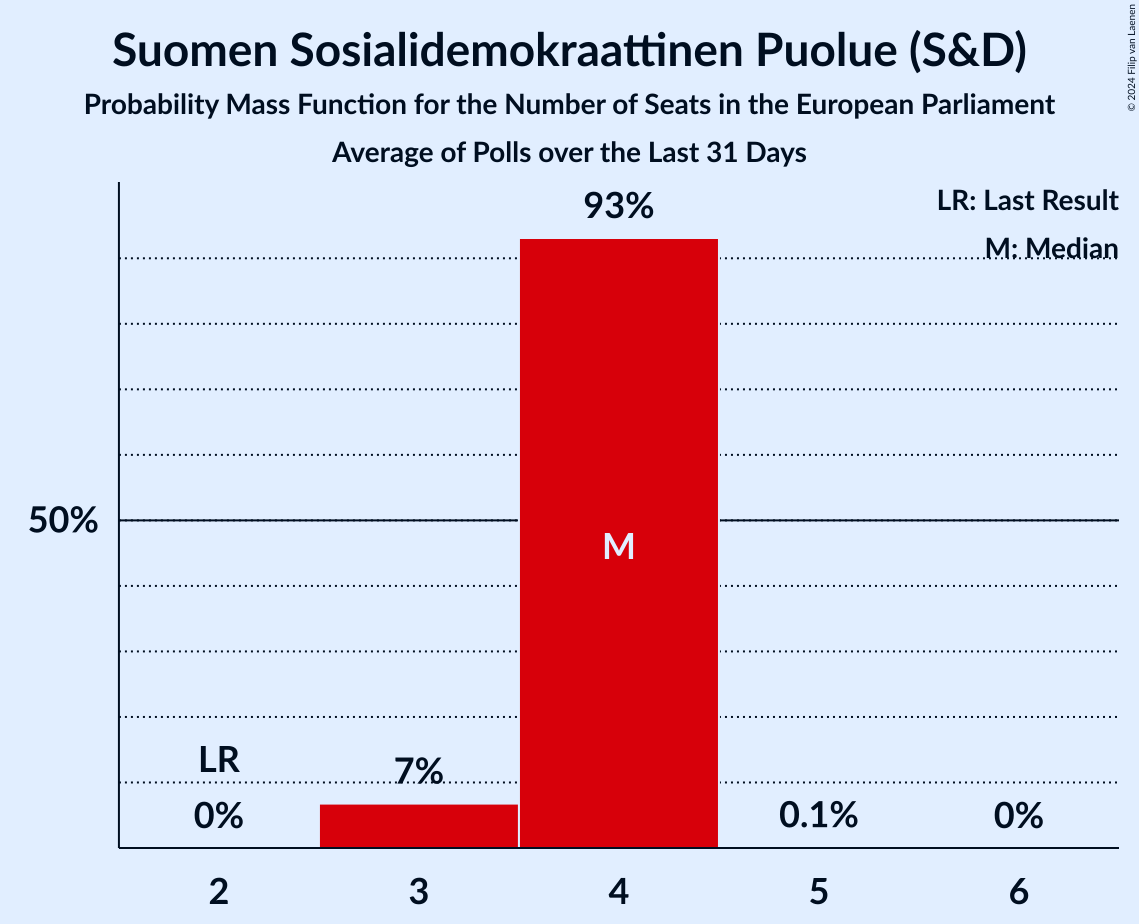 Suomen Sosialidemokraattinen Puolue (S&D)
Probability Mass Function for the Number of Seats in the European Parliament
Average of Polls over the Last 31 Days
© 2024 Filip van Laenen
LR: Last Result
M: Median
93%
50%
M
LR
0%
7%
0.1%
0%
2 3 4 5 6